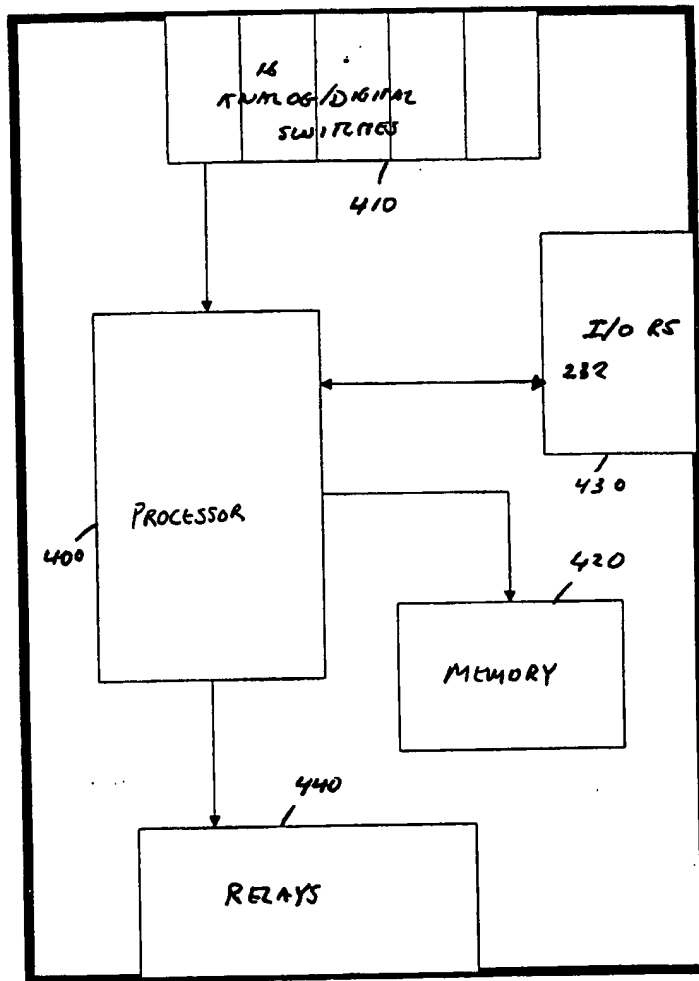 16
ANALOG/DIGITAL
SWITCHES
410
I/O RS
232
430
PROCESSOR
400
420
MEMORY
440
RELAYS